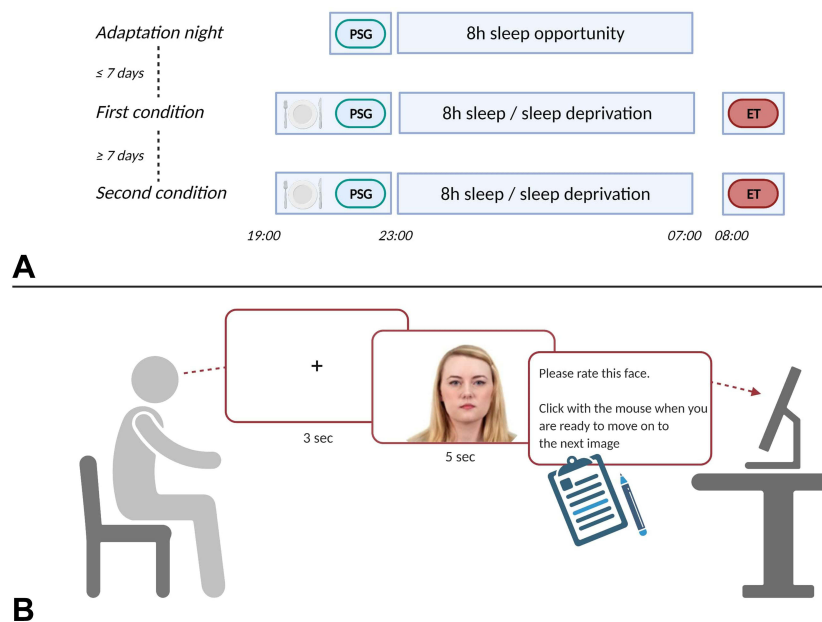 Adaptation night
PSG
8h sleep opportunity
≤ 7 days
First condition
PSG
8h sleep / sleep deprivation
ET
≥ 7 days
Second condition
PSG
8h sleep / sleep deprivation
ET
19:00 23:00 07:00 08:00
A
+
3 sec
5 sec
Please rate this face.
Click with the mouse when you
are ready to move on to
the next image
B